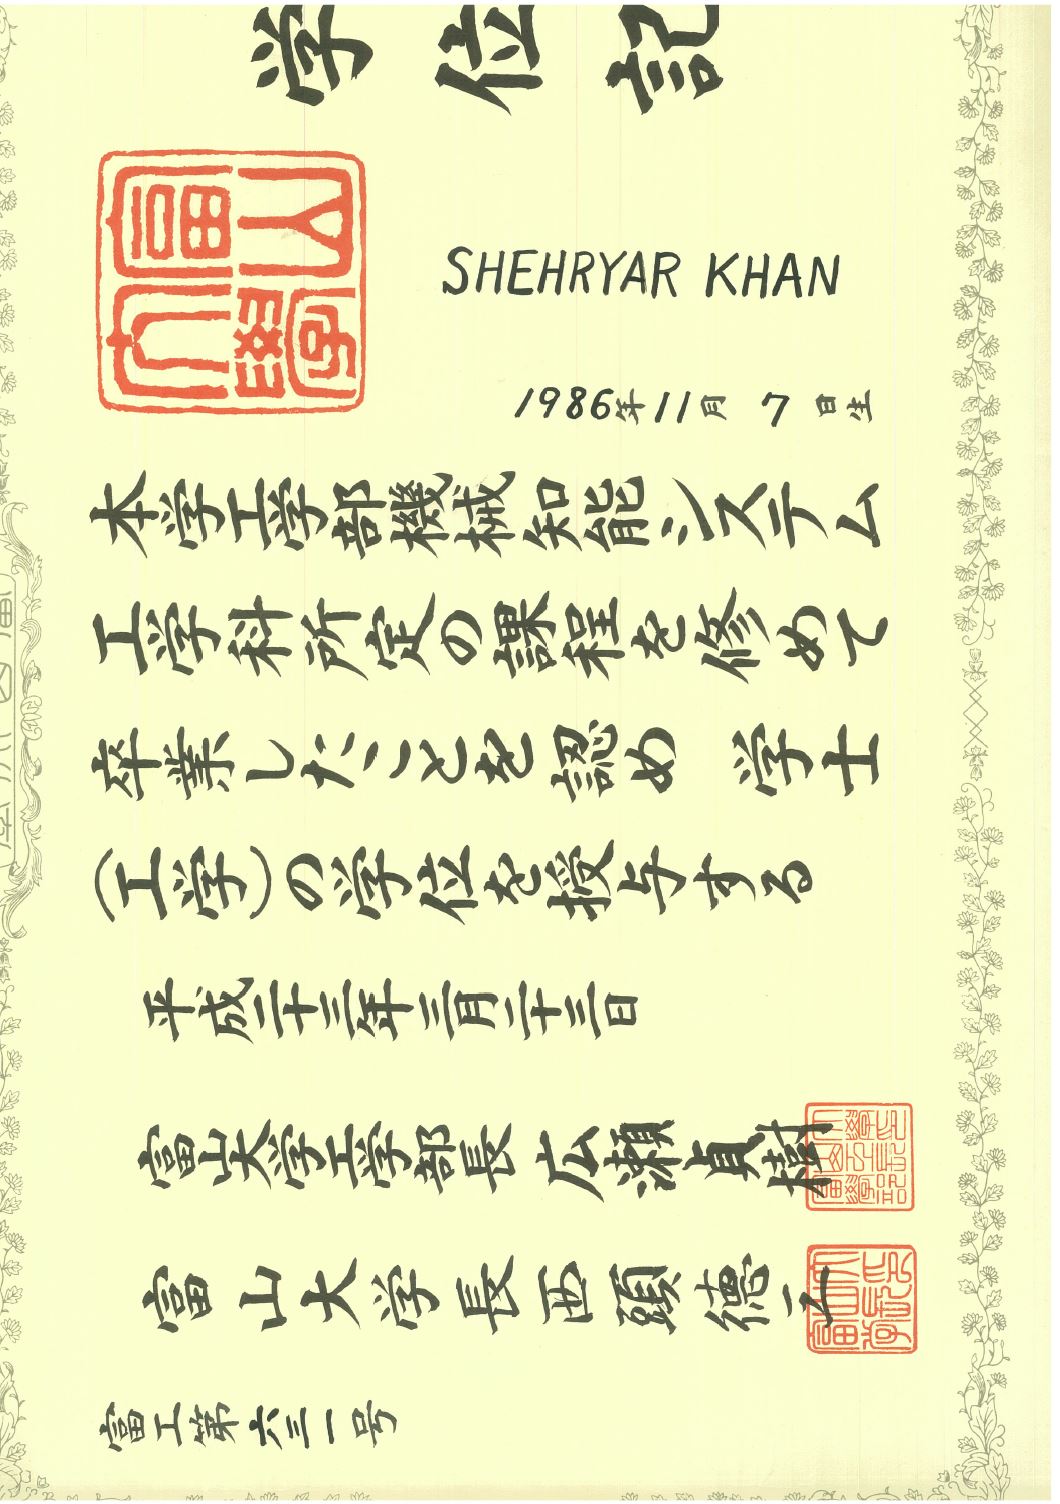 学位記
SHEHRYAR KHAN
1986年11月7日生
本学工学部機械知能システム
工学科所定の課程を修めて
卒業したことを認め 学士
(工学)の学位を授与する
平成二十三年三月二十三日
富山大学工学部長 広瀬貞樹
富山大学長 西頭德三
富工第六三一号